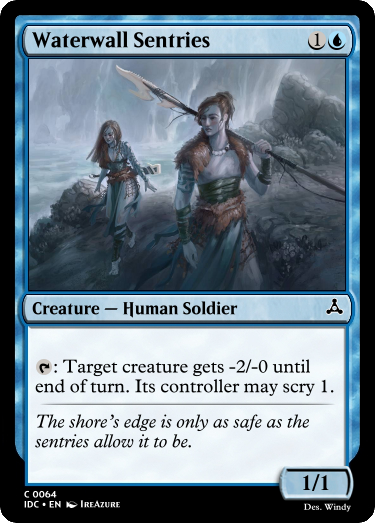 Waterwall Sentries 1
Creature — Human Soldier
: Target creature gets -2/-0 until
end of turn. Its controller may scry 1.
The shore's edge is only as safe as the
sentries allow it to be.
1/1
C 0064
IDC • EN IREAZURE
Des. Windy